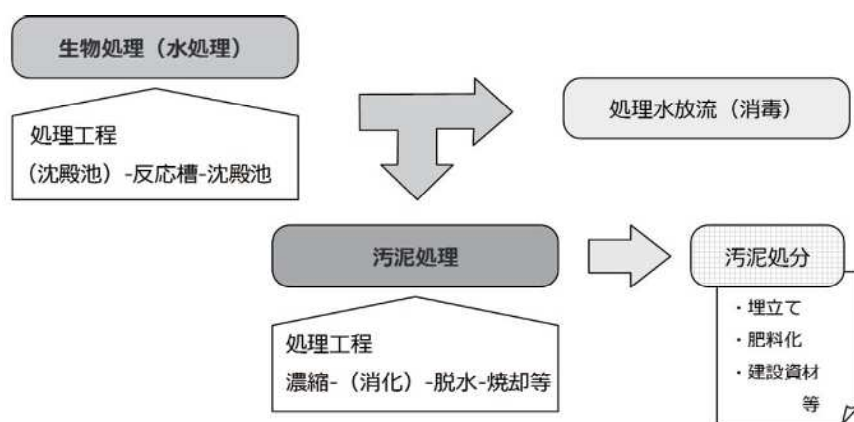 生物処理（水処理）
処理工程
（沈殿池）-反応槽-沈殿池
処理水放流（消毒）
汚泥処理
処理工程
濃縮-（消化）-脱水-焼却等
汚泥処分
・埋立て
・肥料化
・建設資材
等